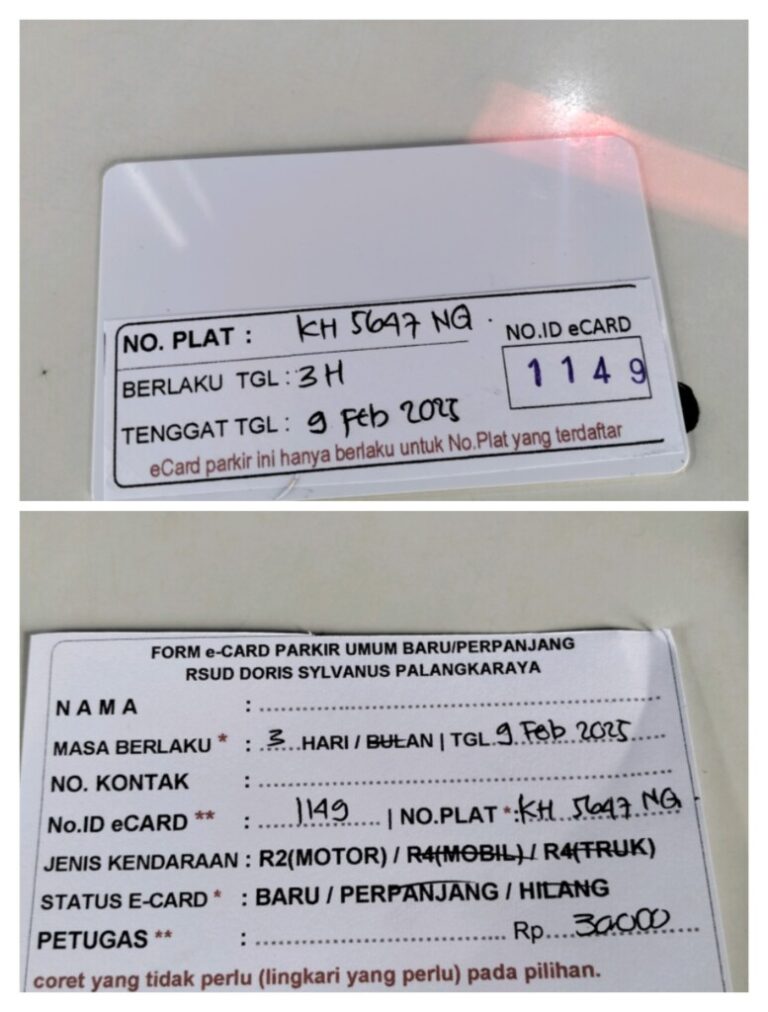 NO. PLAT : KH 5647 NQ
NO.ID eCARD
BERLAKU TGL : 3 H
1149
TENGGAT TGL : 9 Feb 2025
eCard parkir ini hanya berlaku untuk No.Plat yang terdaftar
FORM e-CARD PARKIR UMUM BARU/PERPANJANG
RSUD DORIS SYLVANUS PALANGKARAYA
NAMA :
MASA BERLAKU * : 3 HARI / BULAN | TGL 9 Feb 2025
NO. KONTAK :
No.ID eCARD ** : 1149 | NO.PLAT *: KH 5647 NQ
JENIS KENDARAAN : R2(MOTOR) / R4(MOBIL) / R4(TRUK)
STATUS E-CARD * : BARU / PERPANJANG / HILANG
PETUGAS ** : Rp 30000
coret yang tidak perlu (lingkari yang perlu) pada pilihan.